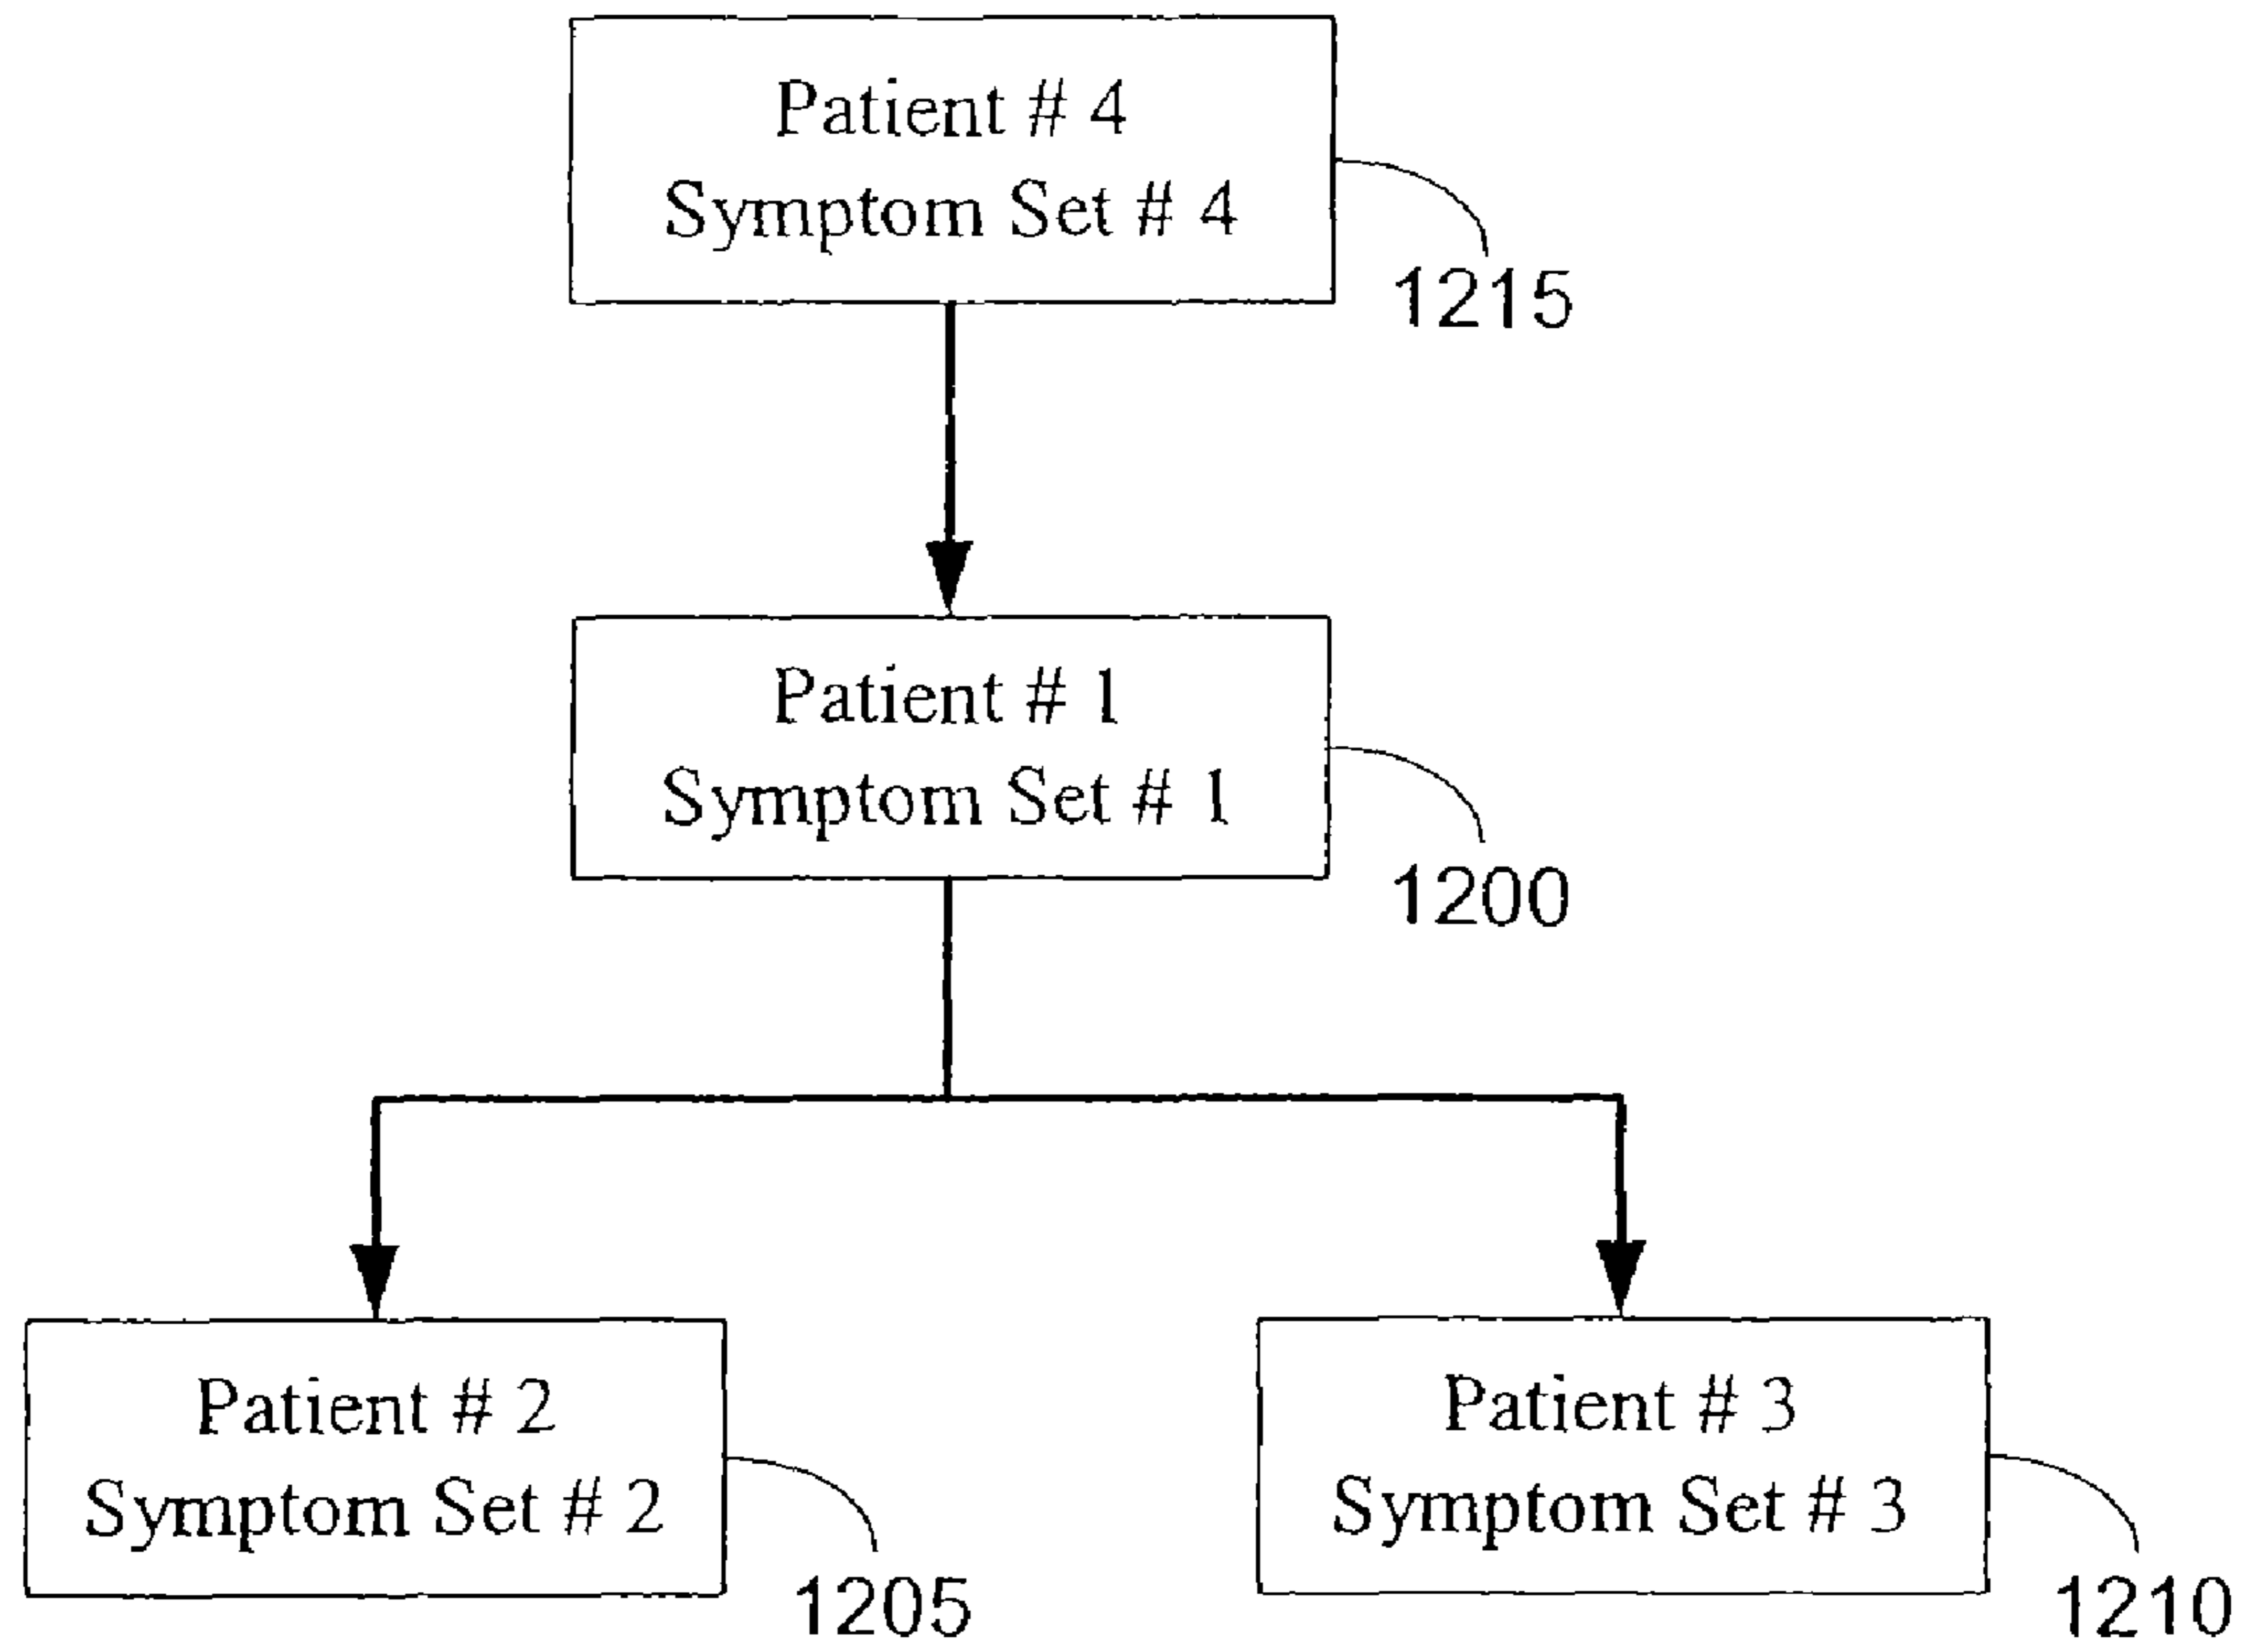 Patient # 4
Symptom Set # 4
1215
Patient # 1
Symptom Set # 1
1200
Patient # 2
Symptom Set # 2
1205
Patient # 3
Symptom Set # 3
1210